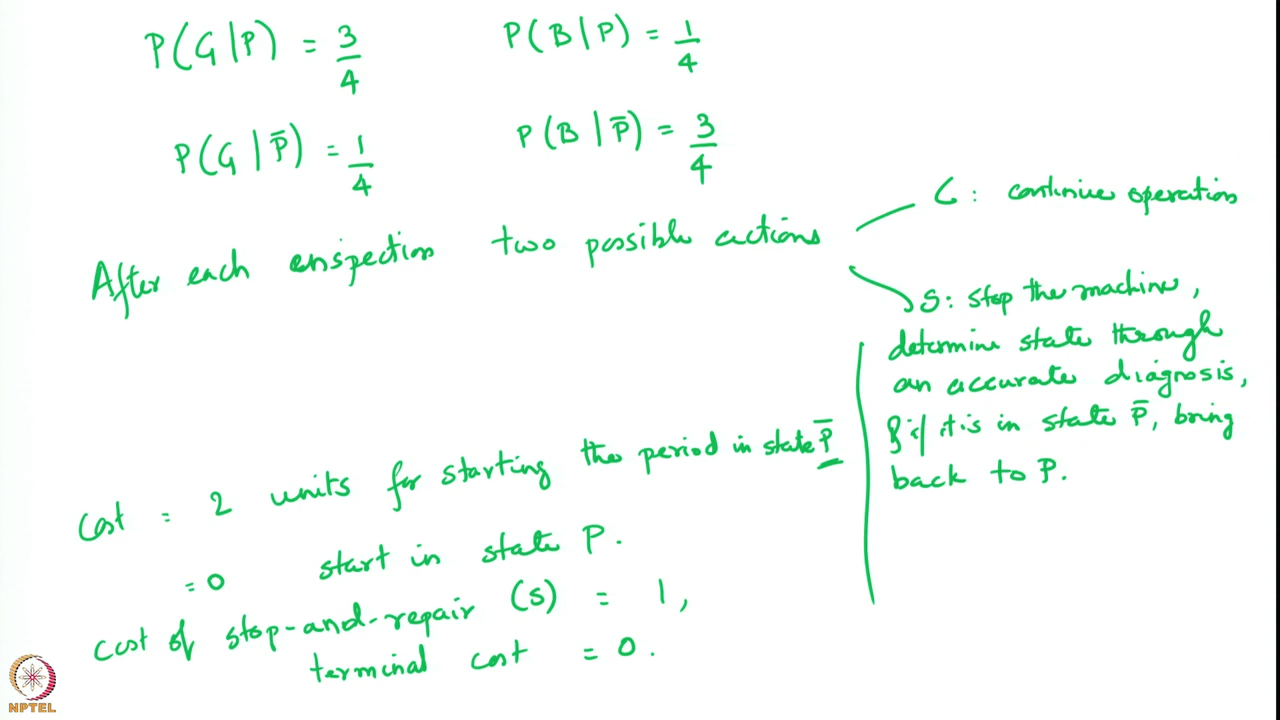 P(G|P) = 3/4 P(B|P) = 1/4
P(G|P̄) = 1/4 P(B|P̄) = 3/4
After each enspection two possible actions
C: continue operation
S: stop the machine,
determine state through
an accurate diagnosis,
& if it is in state P̄, bring
back to P.
Cost = 2 units for starting the period in state P̄
= 0 start in state P.
Cost of stop-and-repair (S) = 1,
terminal cost = 0.
NPTEL